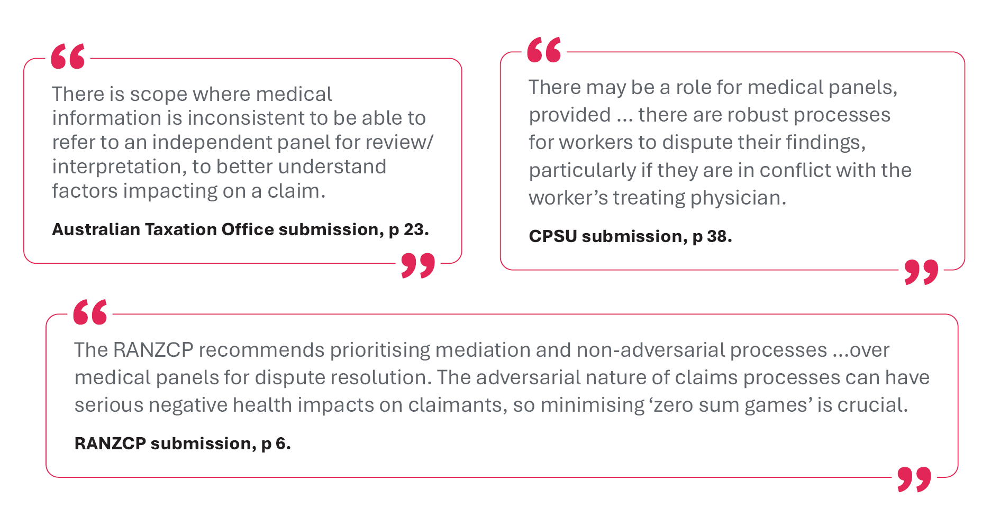 There is scope where medical
information is inconsistent to be able to
refer to an independent panel for review/
interpretation, to better understand
factors impacting on a claim.
Australian Taxation Office submission, p 23.
There may be a role for medical panels,
provided ... there are robust processes
for workers to dispute their findings,
particularly if they are in conflict with the
worker’s treating physician.
CPSU submission, p 38.
The RANZCP recommends prioritising mediation and non-adversarial processes ...over
medical panels for dispute resolution. The adversarial nature of claims processes can have
serious negative health impacts on claimants, so minimising ‘zero sum games’ is crucial.
RANZCP submission, p 6.